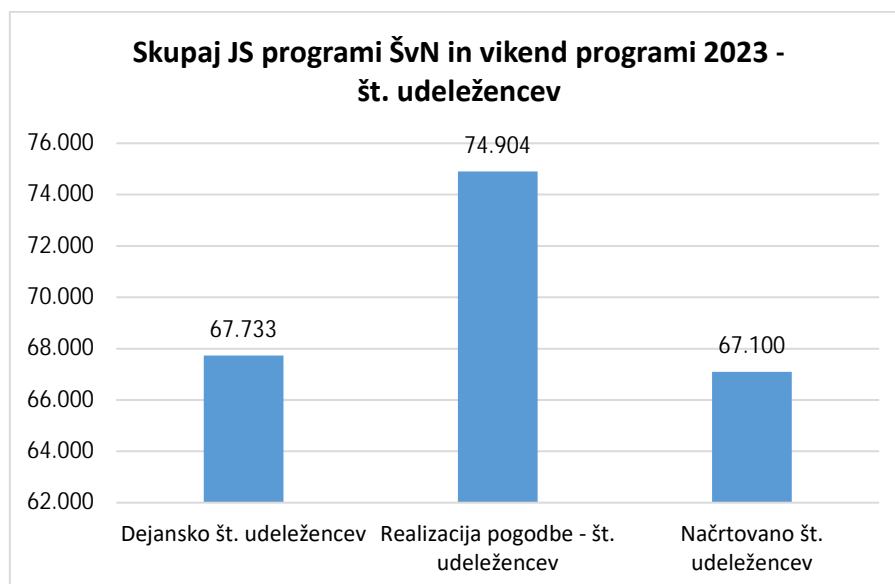 Skupaj JS programi ŠvN in vikend programi 2023 -
št. udeležencev
76.000
74.000
72.000
70.000
68.000
66.000
64.000
62.000
67.733
74.904
67.100
Dejansko št. udeležencev
Realizacija pogodbe - št.
udeležencev
Načrtovano št.
udeležencev